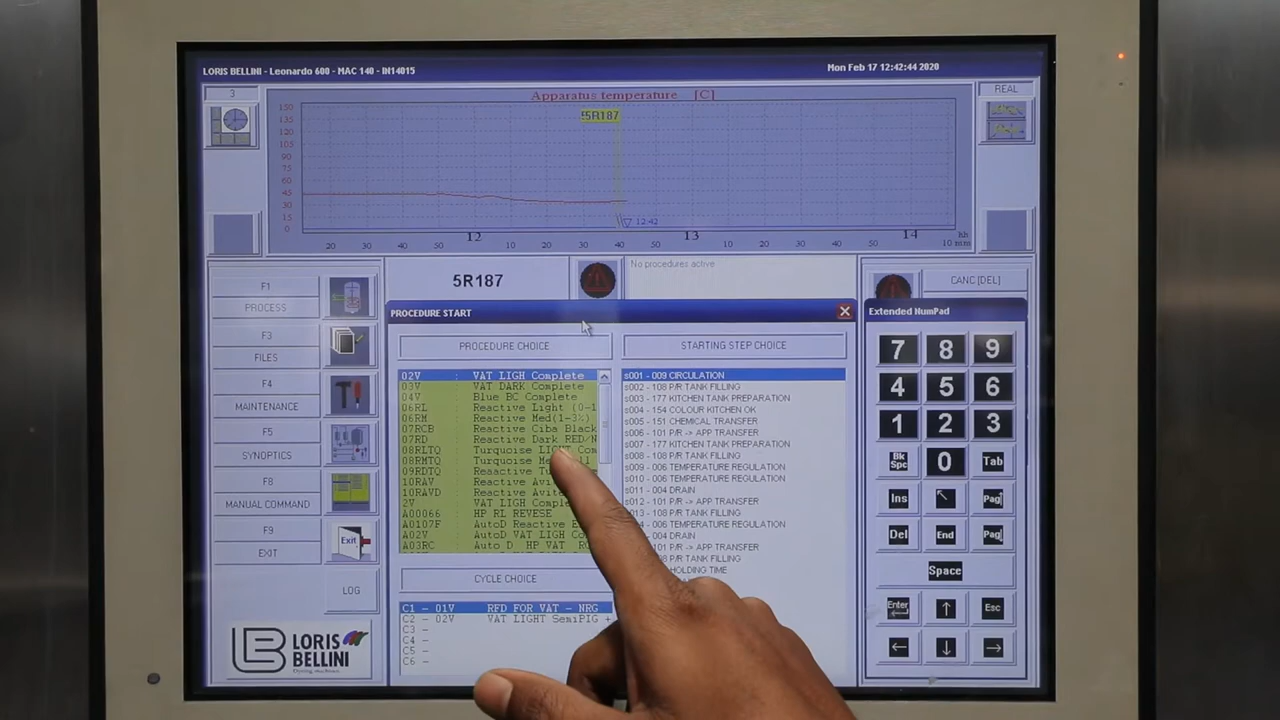 LORIS BELLINI - Leonardo 600 - MAC 140 - IN14015
Mon Feb 17 12:42:44 2020
3
Apparatus temperature [C]
REAL
150
135
120
105
90
75
60
45
30
15
0
5R187
12:42
20 30 40 50 12 10 20 30 40 50 13 10 20 30 40 50 14 10
hh
mm
5R187
No procedures active
CANC [DEL]
F1
PROCESS
F3
FILES
F4
MAINTENANCE
F5
SYNOPTICS
F8
MANUAL COMMAND
F9
EXIT
Exit
LOG
LORIS
BELLINI
Dyeing machines
PROCEDURE START
PROCEDURE CHOICE
02V : VAT LIGH Complete
03V : VAT DARK Complete
04V : Blue BC Complete
06RL : Reactive Light (0-1
06RM : Reactive Med(1-3%)
07RCB : Reactive Ciba Black
07RD : Reactive Dark RED/N
08RLTQ : Turquoise LIGHT Com
08RMTQ : Turquoise
09RDTQ :
10RAV : Reactive
10RAVD : Reactive
2V : VAT LIGH
A00066 : HP RL REVESE
A0107F : AutoD Reactive
A02V : AutoD VAT LIGH
A03RC : Auto D HP VAT
CYCLE CHOICE
C1 - 01V RFD FOR VAT - NRG
C2 - 02V VAT LIGHT SemiPIG +
C3 -
C4 -
C5 -
C6 -
STARTING STEP CHOICE
s001 - 009 CIRCULATION
s002 - 108 P/R TANK FILLING
s003 - 177 KITCHEN TANK PREPARATION
s004 - 154 COLOUR KITCHEN OK
s005 - 151 CHEMICAL TRANSFER
s006 - 101 P/R -> APP TRANSFER
s007 - 177 KITCHEN TANK PREPARATION
s008 - 108 P/R TANK FILLING
s009 - 006 TEMPERATURE REGULATION
s010 - 006 TEMPERATURE REGULATION
s011 - 004 DRAIN
s012 - 101 P/R -> APP TRANSFER
108 P/R TANK FILLING
006 TEMPERATURE REGULATION
004 DRAIN
101 P/R -> APP TRANSFER
P/R TANK FILLING
HOLDING TIME
Extended NumPad
7 8 9
4 5 6
1 2 3
Bk Spc 0 Tab
Ins Pag
Del End Pag
Space
Enter ↑ Esc
← ↓ →